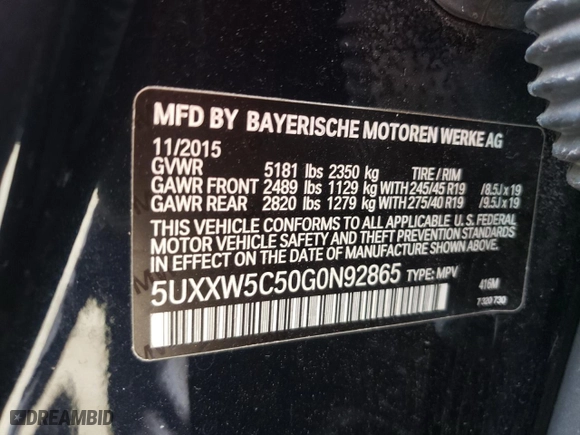 MFD BY BAYERISCHE MOTOREN WERKE AG
11/2015
GVWR 5181 lbs 2350 kg TIRE / RIM
GAWR FRONT 2489 lbs 1129 kg WITH 245/45 R19 /8.5J x 19
GAWR REAR 2820 lbs 1279 kg WITH 275/40 R19 /9.5J x 19
THIS VEHICLE CONFORMS TO ALL APPLICABLE U. S. FEDERAL
MOTOR VEHICLE SAFETY AND THEFT PREVENTION STANDARDS
IN EFFECT ON THE DATE OF MANUFACTURE SHOWN ABOVE.
5UXXW5C50G0N92865 TYPE: MPV 416M
7 320 730
DREAMBID